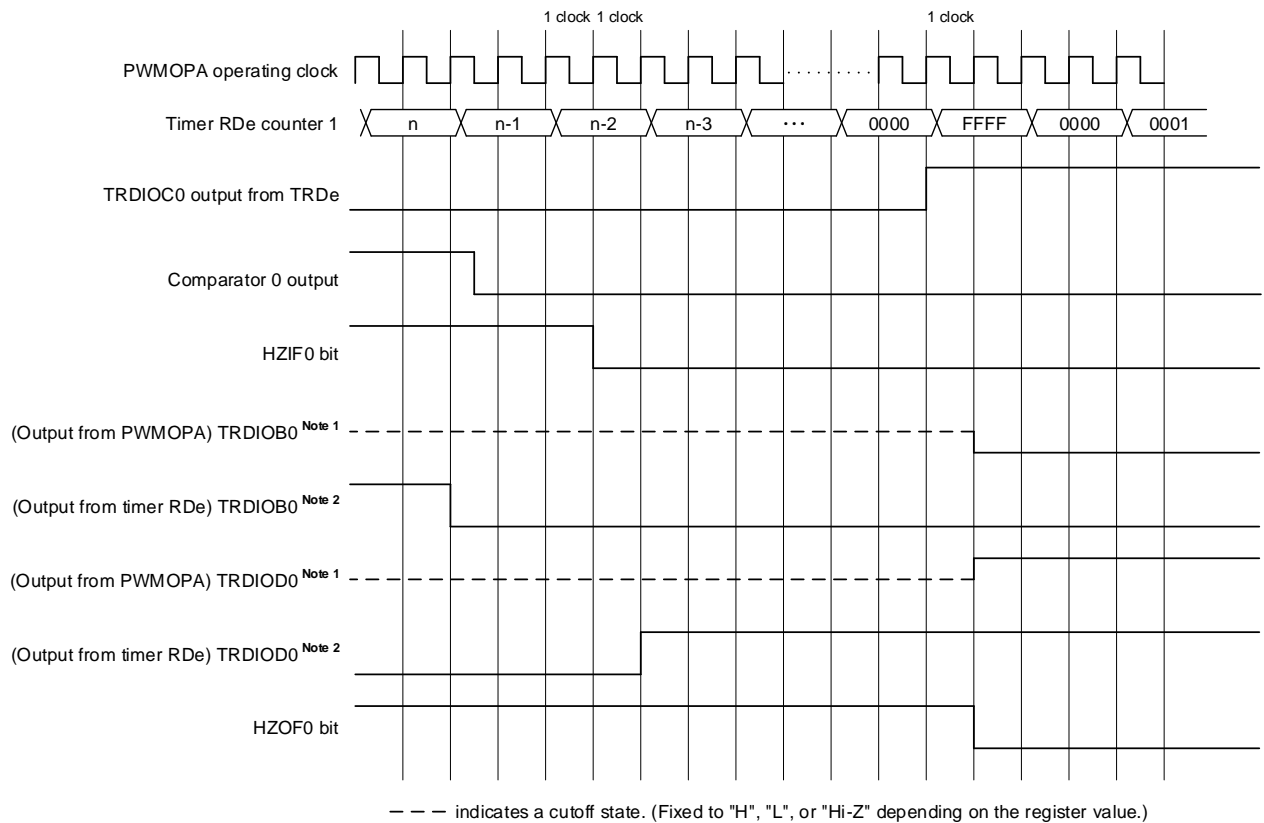 1 clock 1 clock 1 clock
PWMOPA operating clock
Timer RDe counter 1 n n-1 n-2 n-3 ··· 0000 FFFF 0000 0001
TRDIOC0 output from TRDe
Comparator 0 output
HZIF0 bit
(Output from PWMOPA) TRDIOB0 Note 1
(Output from timer RDe) TRDIOB0 Note 2
(Output from PWMOPA) TRDIOD0 Note 1
(Output from timer RDe) TRDIOD0 Note 2
HZOF0 bit
indicates a cutoff state. (Fixed to "H", "L", or "Hi-Z" depending on the register value.)